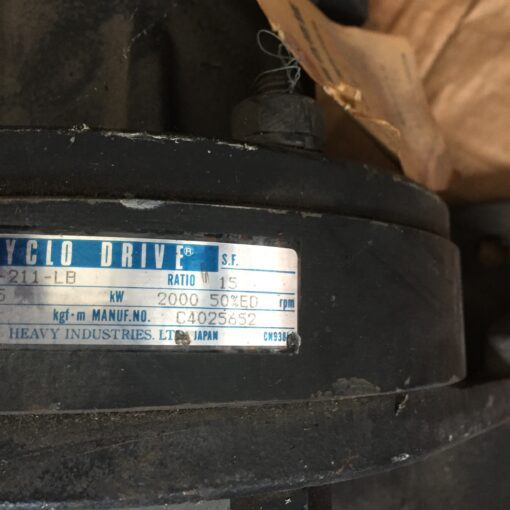 YCLO DRIVE® S.F.
-211-LB RATIO 15
5 kW 2000 50%ED rpm
kgf-m MANUF.NO. C4025652
HEAVY INDUSTRIES. LTD. JAPAN